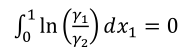 ∫₀¹ ln (γ₁/γ₂) dx₁ = 0